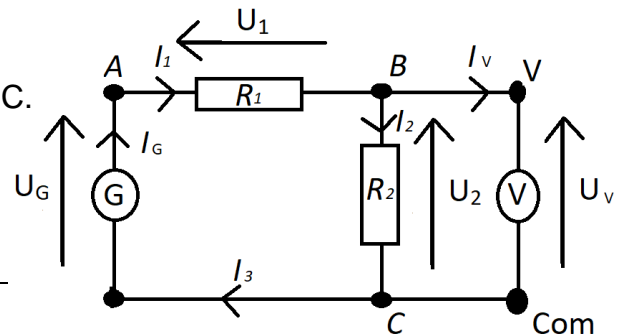 U1
A I1 B IV V
C. R1
I2
IG
UG G R2 U2 V UV
I3
C Com